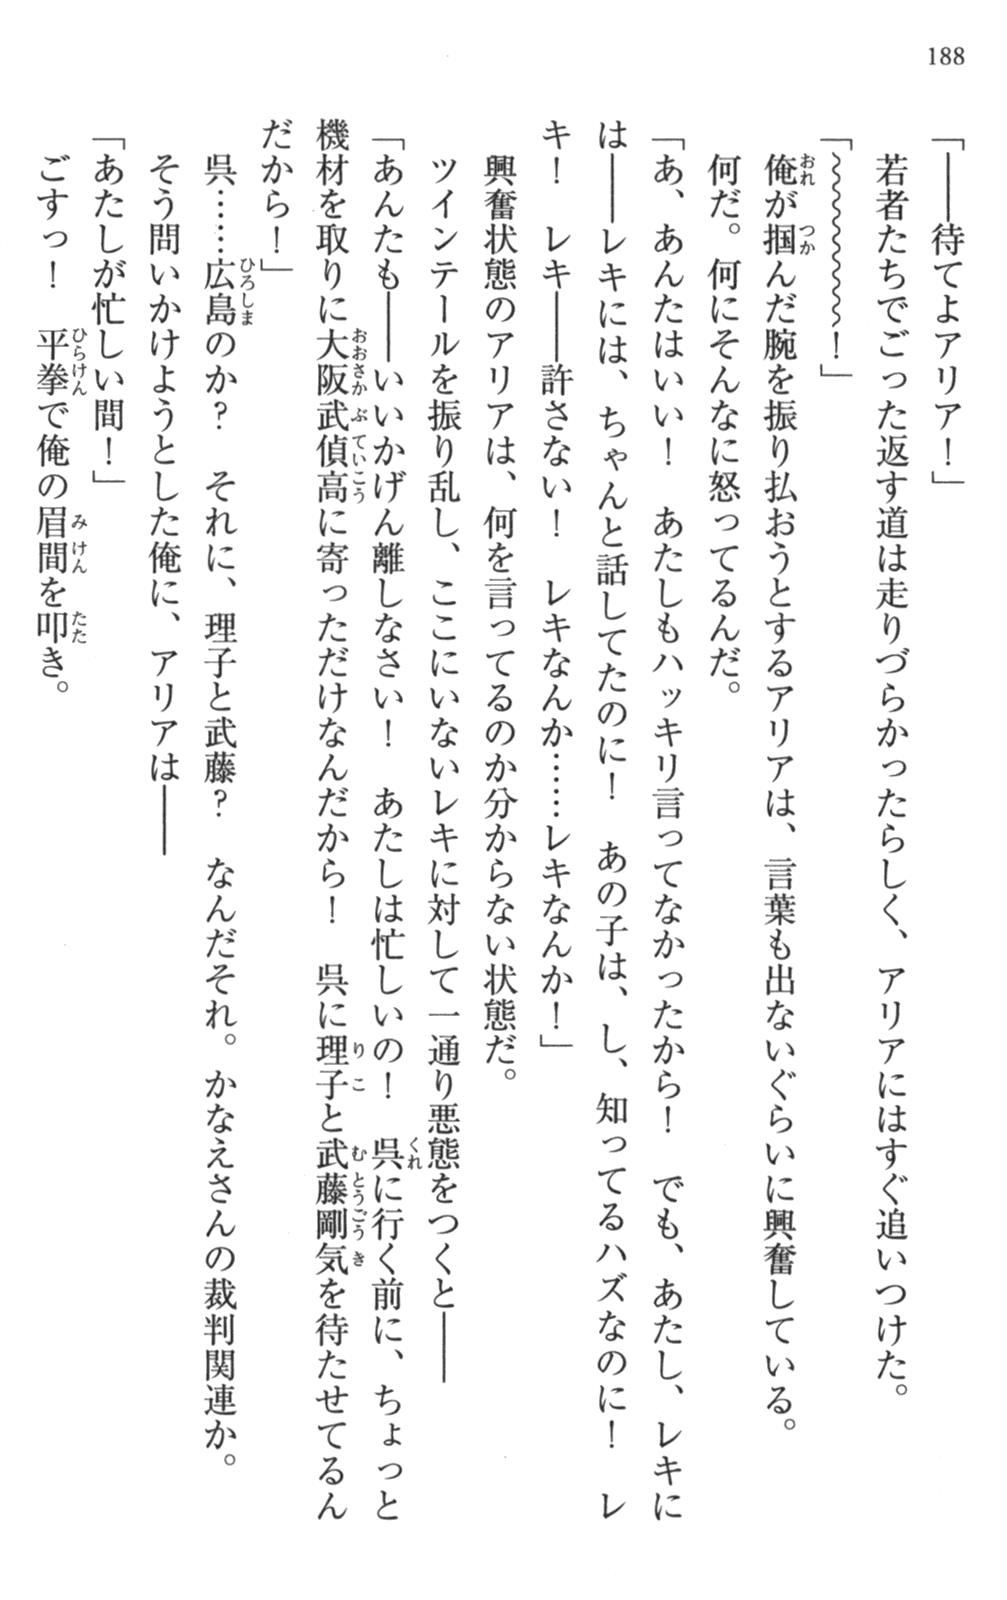 188
「――待てよアリア！」
若者たちでごった返す道は走りづらかったらしく、アリアにはすぐ追いつけた。
「～～～～～～～！」
俺が掴んだ腕を振り払おうとするアリアは、言葉も出ないぐらいに興奮している。
何だ。何にそんなに怒ってるんだ。
「あ、あんたはいい！　あたしもハッキリ言ってなかったから！　でも、あたし、レキに
は――レキには、ちゃんと話してたのに！　あの子は、し、知ってるハズなのに！　レ
キ！　レキ――許さない！　レキなんか……レキなんか！」
興奮状態のアリアは、何を言ってるのか分からない状態だ。
ツインテールを振り乱し、ここにいないレキに対して一通り悪態をつくと――
「あんたも――いいかげん離しなさい！　あたしは忙しいの！　呉に行く前に、ちょっと
機材を取りに大阪武偵高に寄っただけなんだから！　呉に理子と武藤剛気を待たせてるん
だから！」
呉……広島のか？　それに、理子と武藤？　なんだそれ。かなえさんの裁判関連か。
そう問いかけようとした俺に、アリアは――
「あたしが忙しい間！」
ごすっ！　平拳で俺の眉間を叩き。